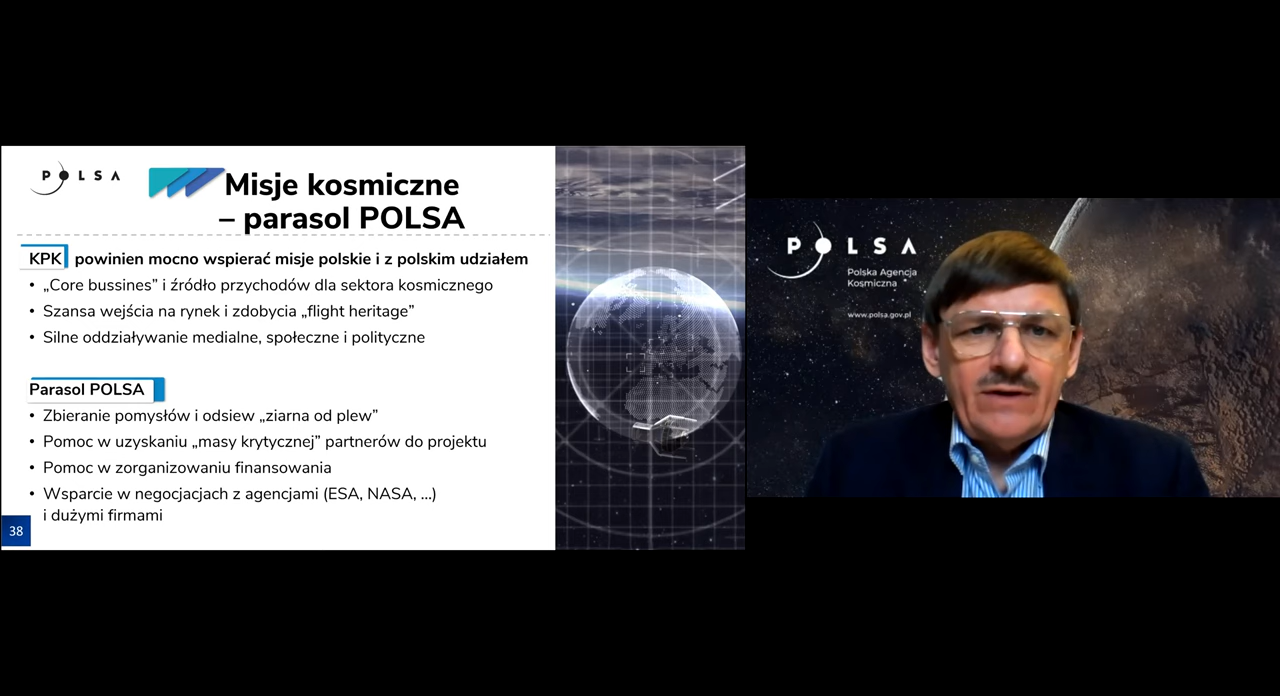 POLSA
Misje kosmiczne
– parasol POLSA
KPK powinien mocno wspierać misje polskie i z polskim udziałem
• „Core bussines” i źródło przychodów dla sektora kosmicznego
• Szansa wejścia na rynek i zdobycia „flight heritage”
• Silne oddziaływanie medialne, społeczne i polityczne
Parasol POLSA
• Zbieranie pomysłów i odsiew „ziarna od plew”
• Pomoc w uzyskaniu „masy krytycznej” partnerów do projektu
• Pomoc w zorganizowaniu finansowania
• Wsparcie w negocjacjach z agencjami (ESA, NASA, ...)
i dużymi firmami
38
POLSA
Polska Agencja
Kosmiczna
www.polsa.gov.pl